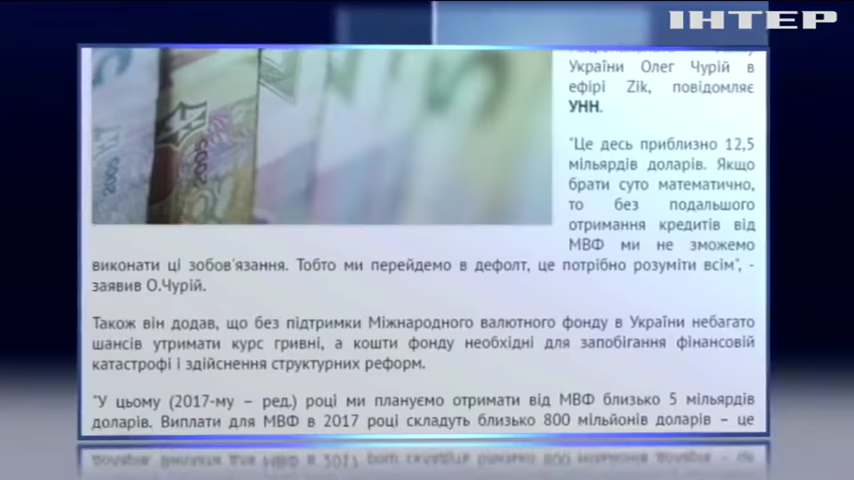 ІНТЕР
України Олег Чурій в
ефірі Zik, повідомляє
УНН.
"Це десь приблизно 12,5
мільярдів доларів. Якщо
брати суто математично,
то без подальшого
отримання кредитів від
МВФ ми не зможемо
виконати ці зобов'язання. Тобто ми перейдемо в дефолт, це потрібно розуміти всім", -
заявив О.Чурій.
Також він додав, що без підтримки Міжнародного валютного фонду в України небагато
шансів утримати курс гривні, а кошти фонду необхідні для запобігання фінансовій
катастрофі і здійснення структурних реформ.
"У цьому (2017-му – ред.) році ми плануємо отримати від МВФ близько 5 мільярдів
доларів. Виплати для МВФ в 2017 році складуть близько 800 мільйонів доларів – це
2005
2005